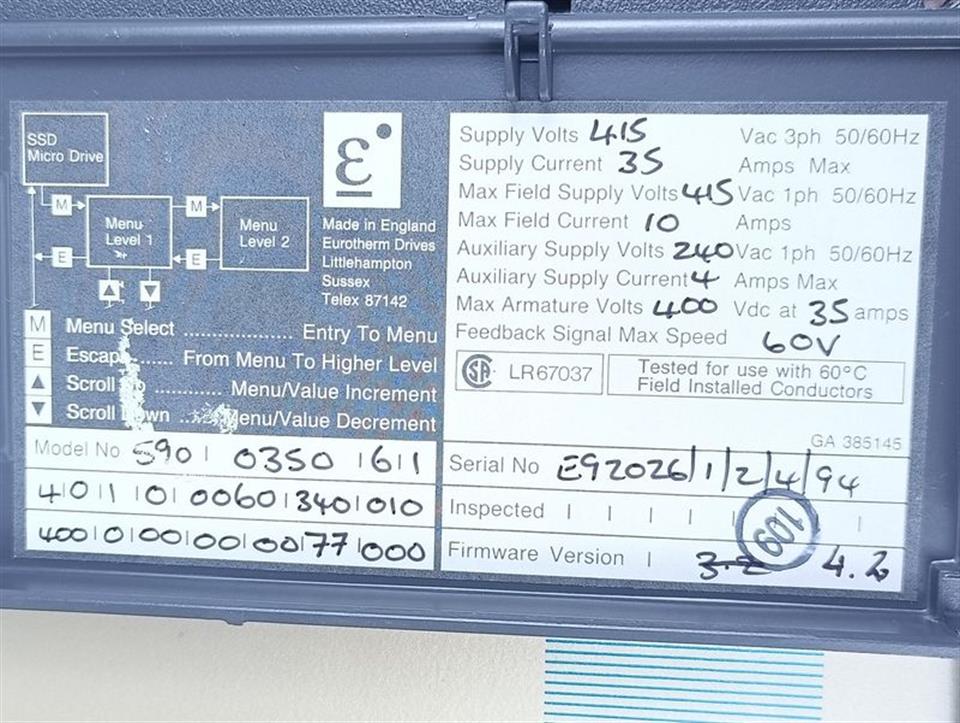 SSD
Micro Drive
M
M
Menu
Level 1
Menu
Level 2
E
E
ε
Made in England
Eurotherm Drives
Littlehampton
Sussex
Telex 87142
M Menu Select .............. Entry To Menu
E Escape ...... From Menu To Higher Level
▲ Scroll Up ......... Menu/Value Increment
▼ Scroll Down ..... Menu/Value Decrement
Model No 590 | 0350 | 6 | 1
4 | 0 | 1 | 0 | 0060 | 340 | 010
400 | 0 | 00 | 00 | 00 | 77 | 000
Supply Volts 415 Vac 3ph 50/60Hz
Supply Current 35 Amps Max
Max Field Supply Volts 415 Vac 1ph 50/60Hz
Max Field Current 10 Amps
Auxiliary Supply Volts 240 Vac 1ph 50/60Hz
Auxiliary Supply Current 4 Amps Max
Max Armature Volts 400 Vdc at 35 amps
Feedback Signal Max Speed 60V
SA LR67037
Tested for use with 60°C
Field Installed Conductors
GA 385145
Serial No E92026/1/2/4/94
Inspected
109
Firmware Version 3.2 4.2